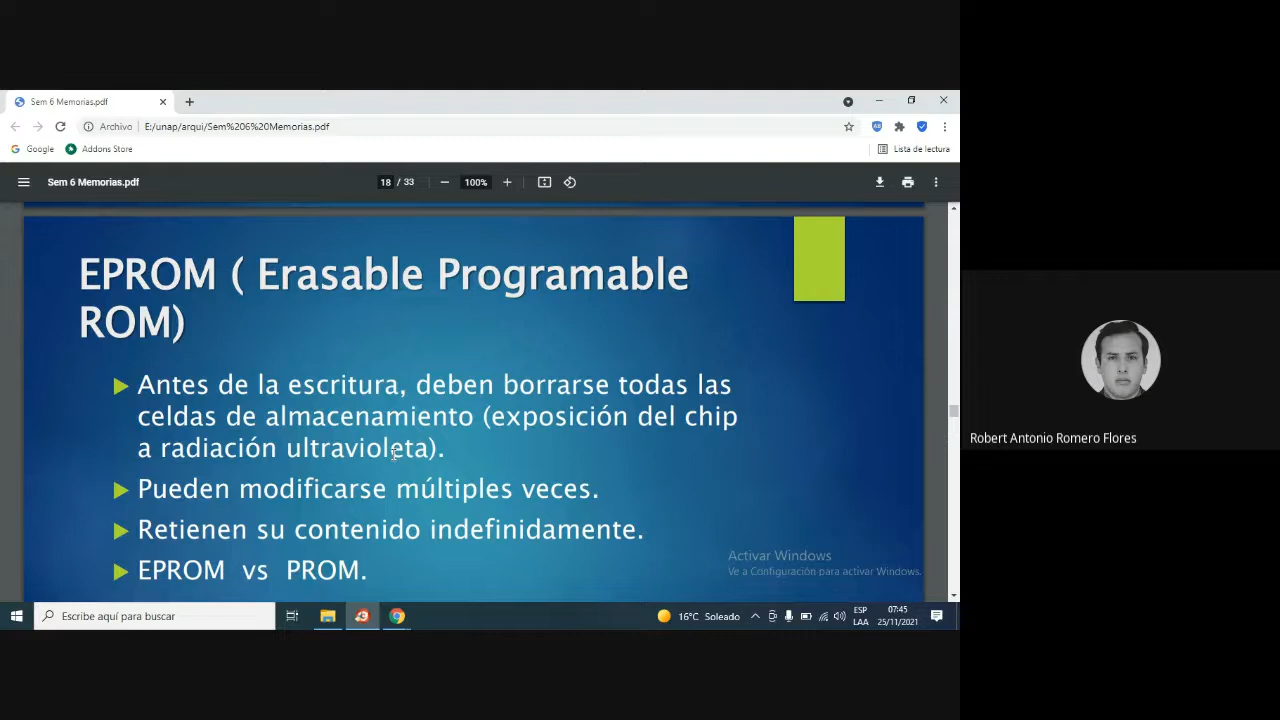 Sem 6 Memorias.pdf
Archivo E:/unap/arqui/Sem%206%20Memorias.pdf
Google Addons Store Lista de lectura
Sem 6 Memorias.pdf 18 / 33 100%
EPROM ( Erasable Programable
ROM)
Antes de la escritura, deben borrarse todas las
celdas de almacenamiento (exposición del chip
a radiación ultravioleta).
Pueden modificarse múltiples veces.
Retienen su contenido indefinidamente.
EPROM vs PROM.
Activar Windows
Ve a Configuración para activar Windows.
Escribe aquí para buscar
16°C Soleado
ESP
LAA
07:45
25/11/2021
Robert Antonio Romero Flores